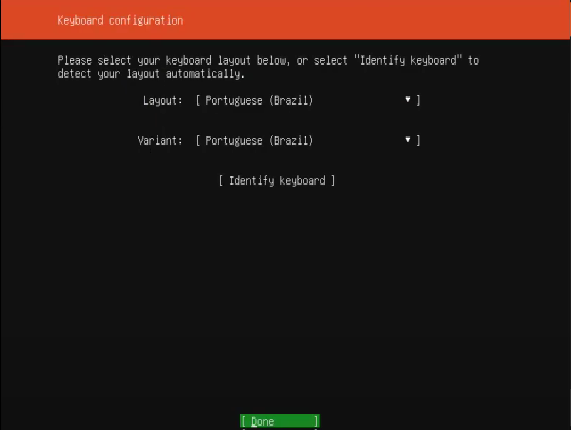 Keyboard configuration
Please select your keyboard layout below, or select "Identify keyboard" to
detect your layout automatically.
Layout: [ Portuguese (Brazil) ▼ ]
Variant: [ Portuguese (Brazil) ▼ ]
[ Identify keyboard ]
[ Done ]